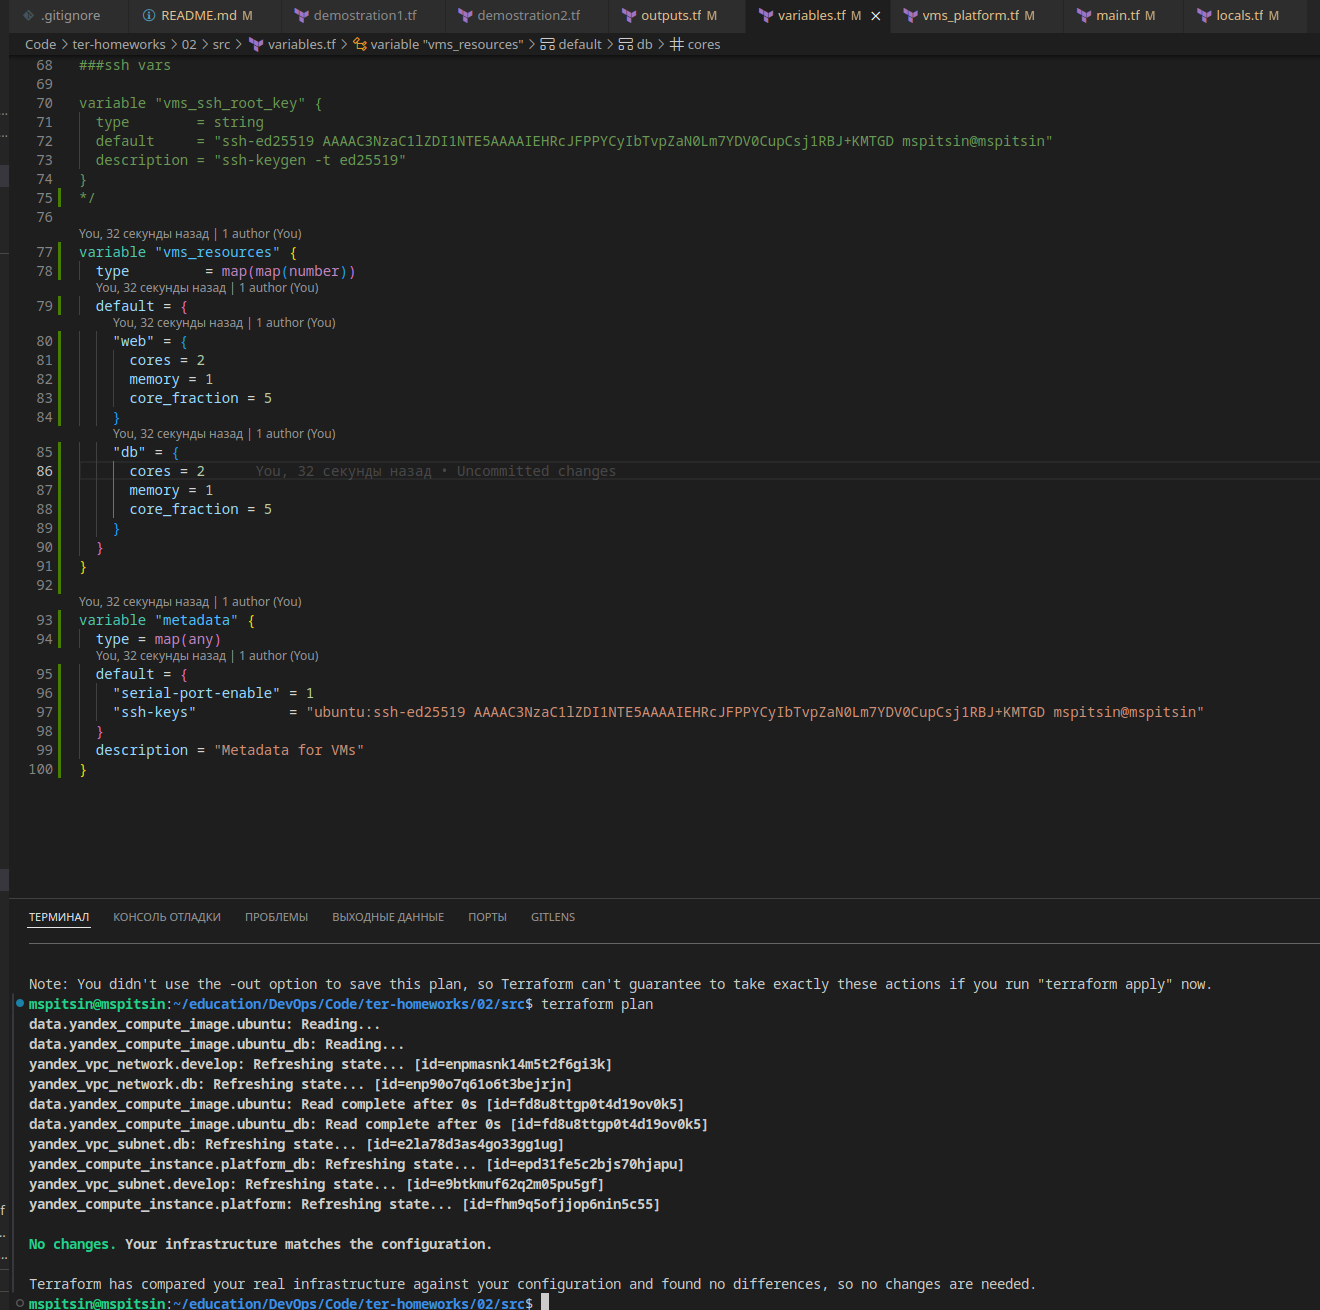 .gitignore README.md M demostration1.tf demostration2.tf outputs.tf M variables.tf M vms_platform.tf M main.tf M locals.tf M
Code > ter-homeworks > 02 > src > variables.tf > variable "vms_resources" > default > db > cores
68 ###ssh vars
69
70 variable "vms_ssh_root_key" {
71 type        = string
72 default     = "ssh-ed25519 AAAAC3NzaC1lZDI1NTE5AAAAIEHRcJFPPYCyIbTvpZaN0Lm7YDV0CupCsj1RBJ+KMTGD mspitsin@mspitsin"
73 description = "ssh-keygen -t ed25519"
74 }
75 */
76
You, 32 секунды назад | 1 author (You)
77 variable "vms_resources" {
78 type         = map(map(number))
You, 32 секунды назад | 1 author (You)
79 default = {
You, 32 секунды назад | 1 author (You)
80 "web" = {
81 cores = 2
82 memory = 1
83 core_fraction = 5
84 }
You, 32 секунды назад | 1 author (You)
85 "db" = {
86 cores = 2 You, 32 секунды назад • Uncommitted changes
87 memory = 1
88 core_fraction = 5
89 }
90 }
91 }
92
You, 32 секунды назад | 1 author (You)
93 variable "metadata" {
94 type = map(any)
You, 32 секунды назад | 1 author (You)
95 default = {
96 "serial-port-enable" = 1
97 "ssh-keys"           = "ubuntu:ssh-ed25519 AAAAC3NzaC1lZDI1NTE5AAAAIEHRcJFPPYCyIbTvpZaN0Lm7YDV0CupCsj1RBJ+KMTGD mspitsin@mspitsin"
98 }
99 description = "Metadata for VMs"
100 }
ТЕРМИНАЛ КОНСОЛЬ ОТЛАДКИ ПРОБЛЕМЫ ВЫХОДНЫЕ ДАННЫЕ ПОРТЫ GITLENS
Note: You didn't use the -out option to save this plan, so Terraform can't guarantee to take exactly these actions if you run "terraform apply" now.
mspitsin@mspitsin:~/education/DevOps/Code/ter-homeworks/02/src$ terraform plan
data.yandex_compute_image.ubuntu: Reading...
data.yandex_compute_image.ubuntu_db: Reading...
yandex_vpc_network.develop: Refreshing state... [id=enpmasnk14m5t2f6gi3k]
yandex_vpc_network.db: Refreshing state... [id=enp90o7q61o6t3bejrjn]
data.yandex_compute_image.ubuntu: Read complete after 0s [id=fd8u8ttgp0t4d19ov0k5]
data.yandex_compute_image.ubuntu_db: Read complete after 0s [id=fd8u8ttgp0t4d19ov0k5]
yandex_vpc_subnet.db: Refreshing state... [id=e2la78d3as4go33gg1ug]
yandex_compute_instance.platform_db: Refreshing state... [id=epd31fe5c2bjs70hjapu]
yandex_vpc_subnet.develop: Refreshing state... [id=e9btkmuf62q2m05pu5gf]
yandex_compute_instance.platform: Refreshing state... [id=fhm9q5ofjjop6nin5c55]
No changes. Your infrastructure matches the configuration.
Terraform has compared your real infrastructure against your configuration and found no differences, so no changes are needed.
mspitsin@mspitsin:~/education/DevOps/Code/ter-homeworks/02/src$